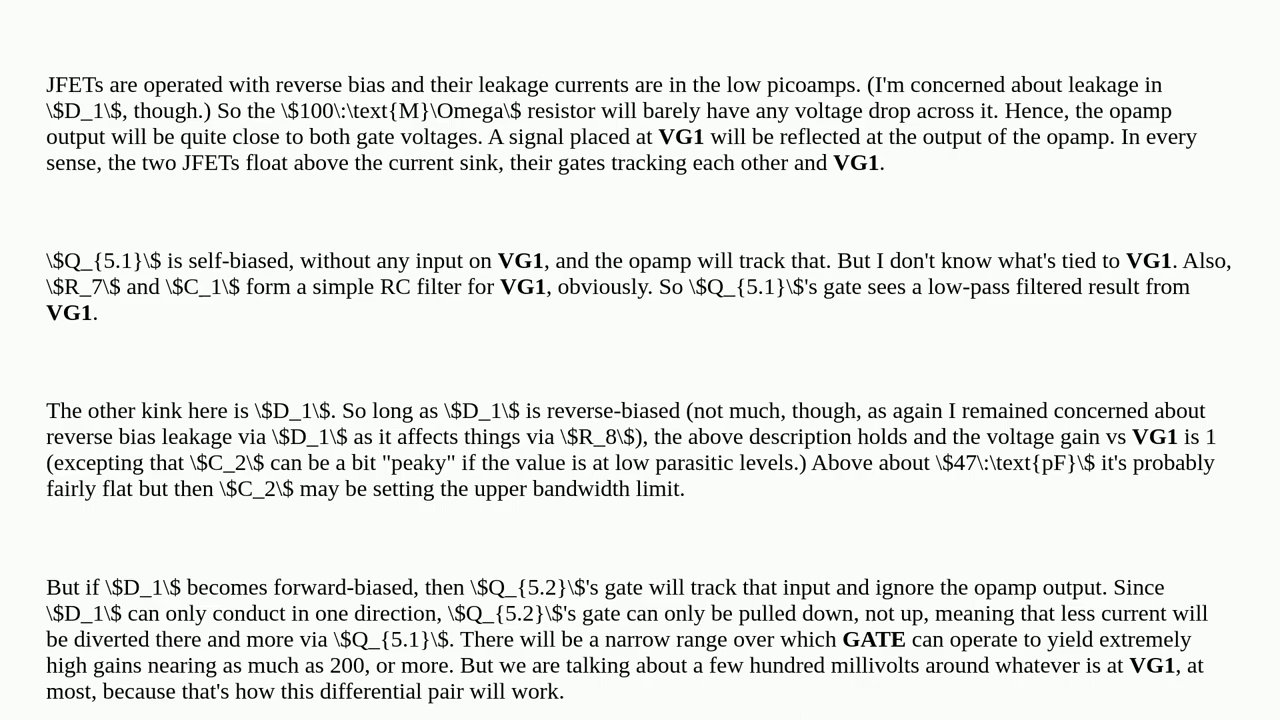 JFETs are operated with reverse bias and their leakage currents are in the low picoamps. (I'm concerned about leakage in
\$D_1\$, though.) So the \$100\:\text{M}\Omega\$ resistor will barely have any voltage drop across it. Hence, the opamp
output will be quite close to both gate voltages. A signal placed at VG1 will be reflected at the output of the opamp. In every
sense, the two JFETs float above the current sink, their gates tracking each other and VG1.
\$Q_{5.1}\$ is self-biased, without any input on VG1, and the opamp will track that. But I don't know what's tied to VG1. Also,
\$R_7\$ and \$C_1\$ form a simple RC filter for VG1, obviously. So \$Q_{5.1}\$'s gate sees a low-pass filtered result from
VG1.
The other kink here is \$D_1\$. So long as \$D_1\$ is reverse-biased (not much, though, as again I remained concerned about
reverse bias leakage via \$D_1\$ as it affects things via \$R_8\$), the above description holds and the voltage gain vs VG1 is 1
(excepting that \$C_2\$ can be a bit "peaky" if the value is at low parasitic levels.) Above about \$47\:\text{pF}\$ it's probably
fairly flat but then \$C_2\$ may be setting the upper bandwidth limit.
But if \$D_1\$ becomes forward-biased, then \$Q_{5.2}\$'s gate will track that input and ignore the opamp output. Since
\$D_1\$ can only conduct in one direction, \$Q_{5.2}\$'s gate can only be pulled down, not up, meaning that less current will
be diverted there and more via \$Q_{5.1}\$. There will be a narrow range over which GATE can operate to yield extremely
high gains nearing as much as 200, or more. But we are talking about a few hundred millivolts around whatever is at VG1, at
most, because that's how this differential pair will work.